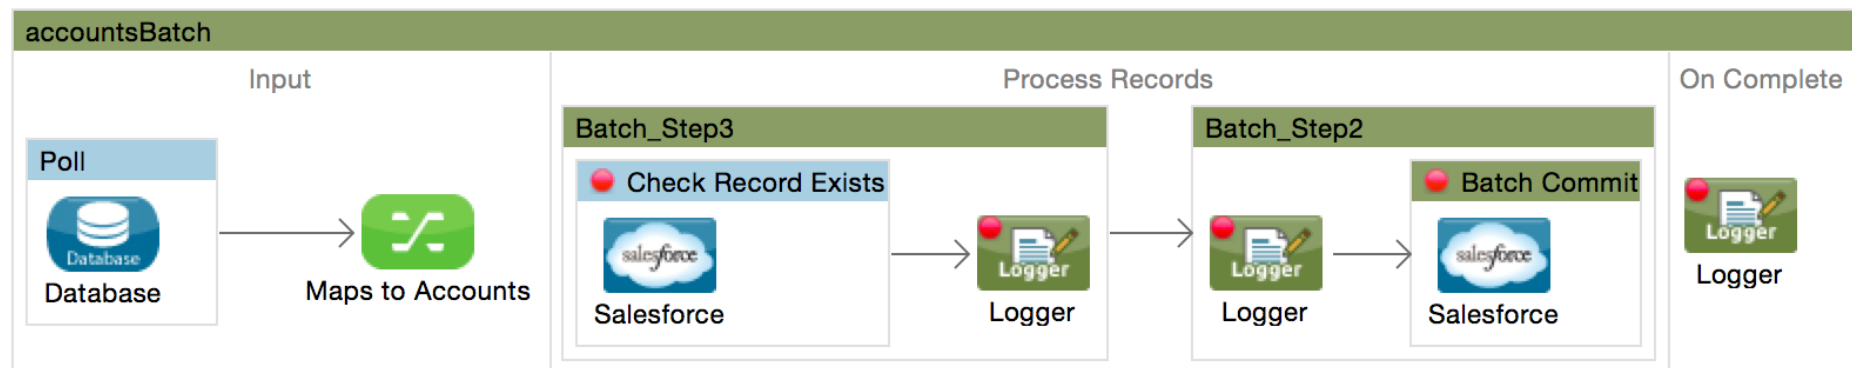 accountsBatch
Input
Process Records
On Complete
Poll
Database
Database
Maps to Accounts
Batch_Step3
Check Record Exists
salesforce
Salesforce
Logger
Logger
Batch_Step2
Logger
Logger
Batch Commit
salesforce
Salesforce
Logger
Logger